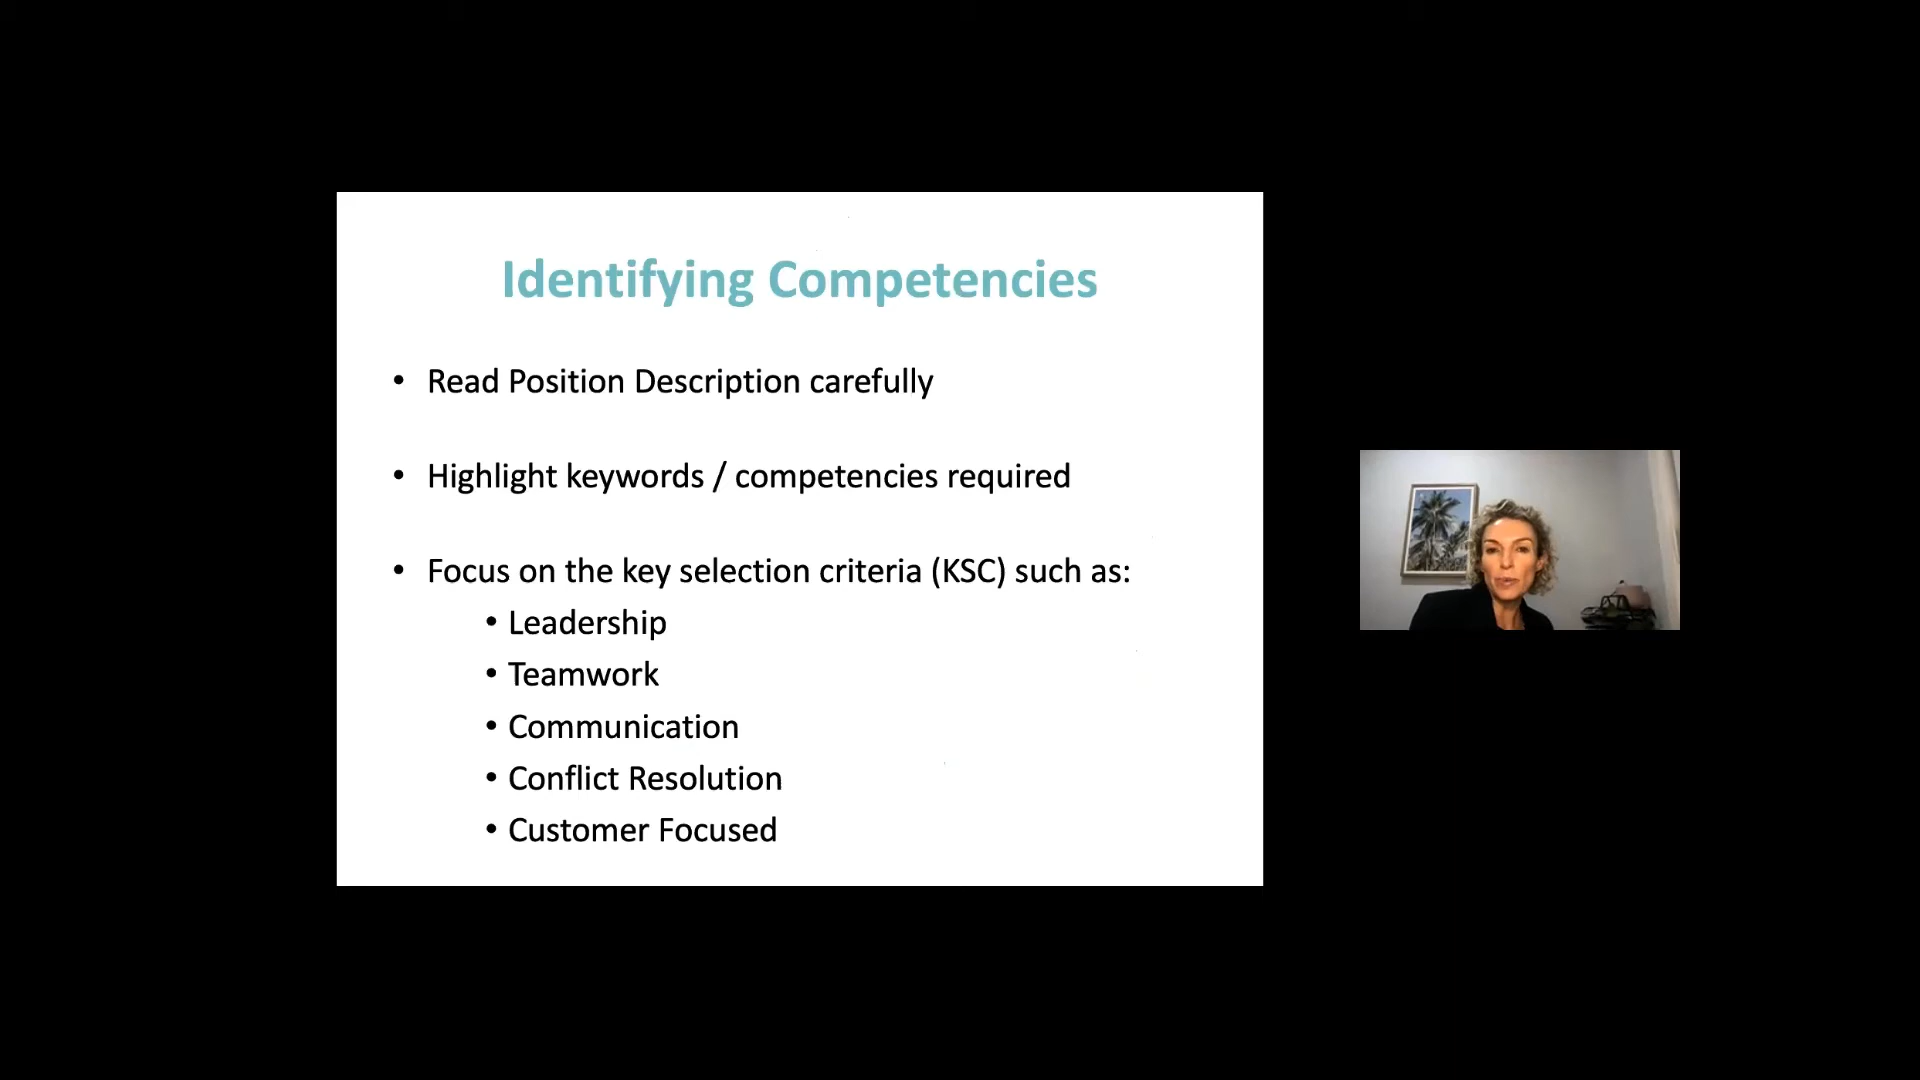 Identifying Competencies
• Read Position Description carefully
• Highlight keywords / competencies required
• Focus on the key selection criteria (KSC) such as:
• Leadership
• Teamwork
• Communication
• Conflict Resolution
• Customer Focused